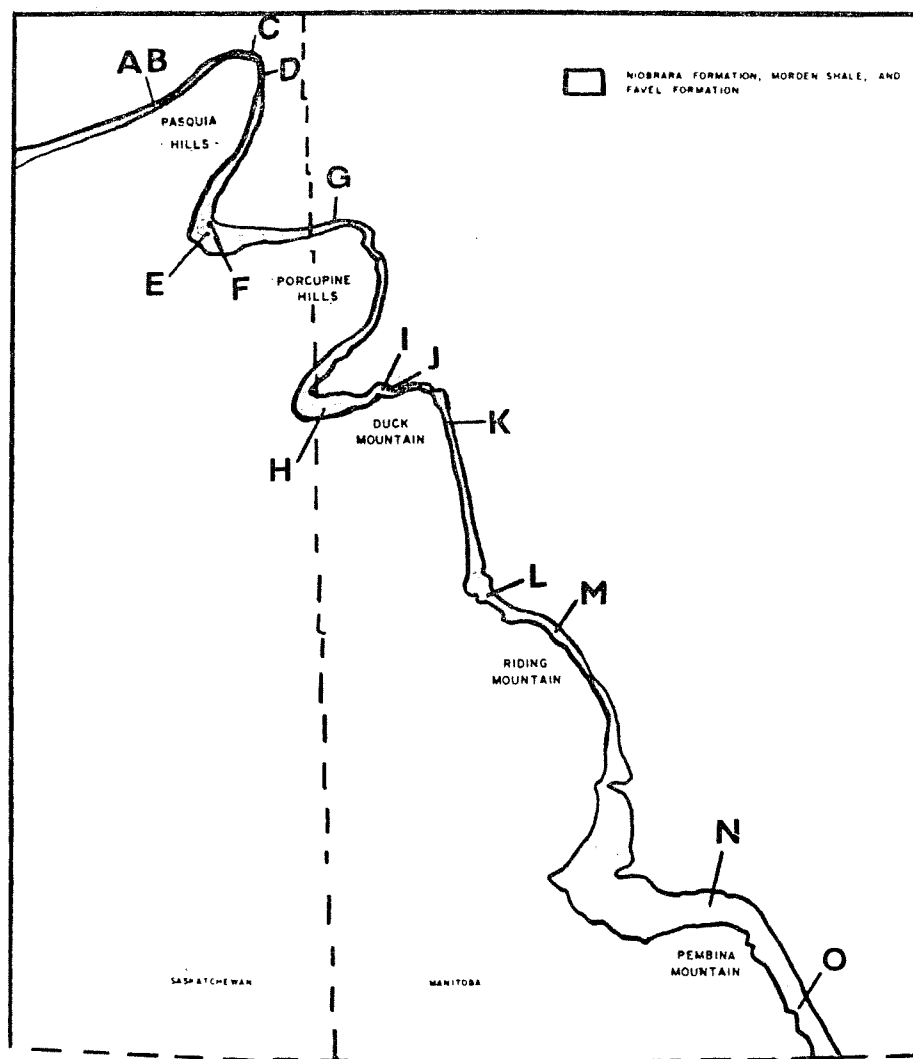 C
AB
D
NIOBRARA FORMATION, MORDEN SHALE, AND
FAVEL FORMATION
PASQUIA
HILLS
G
E
F
PORCUPINE
HILLS
I
J
DUCK
MOUNTAIN
K
H
L
M
RIDING
MOUNTAIN
N
PEMBINA
MOUNTAIN
O
SASKATCHEWAN
MANITOBA